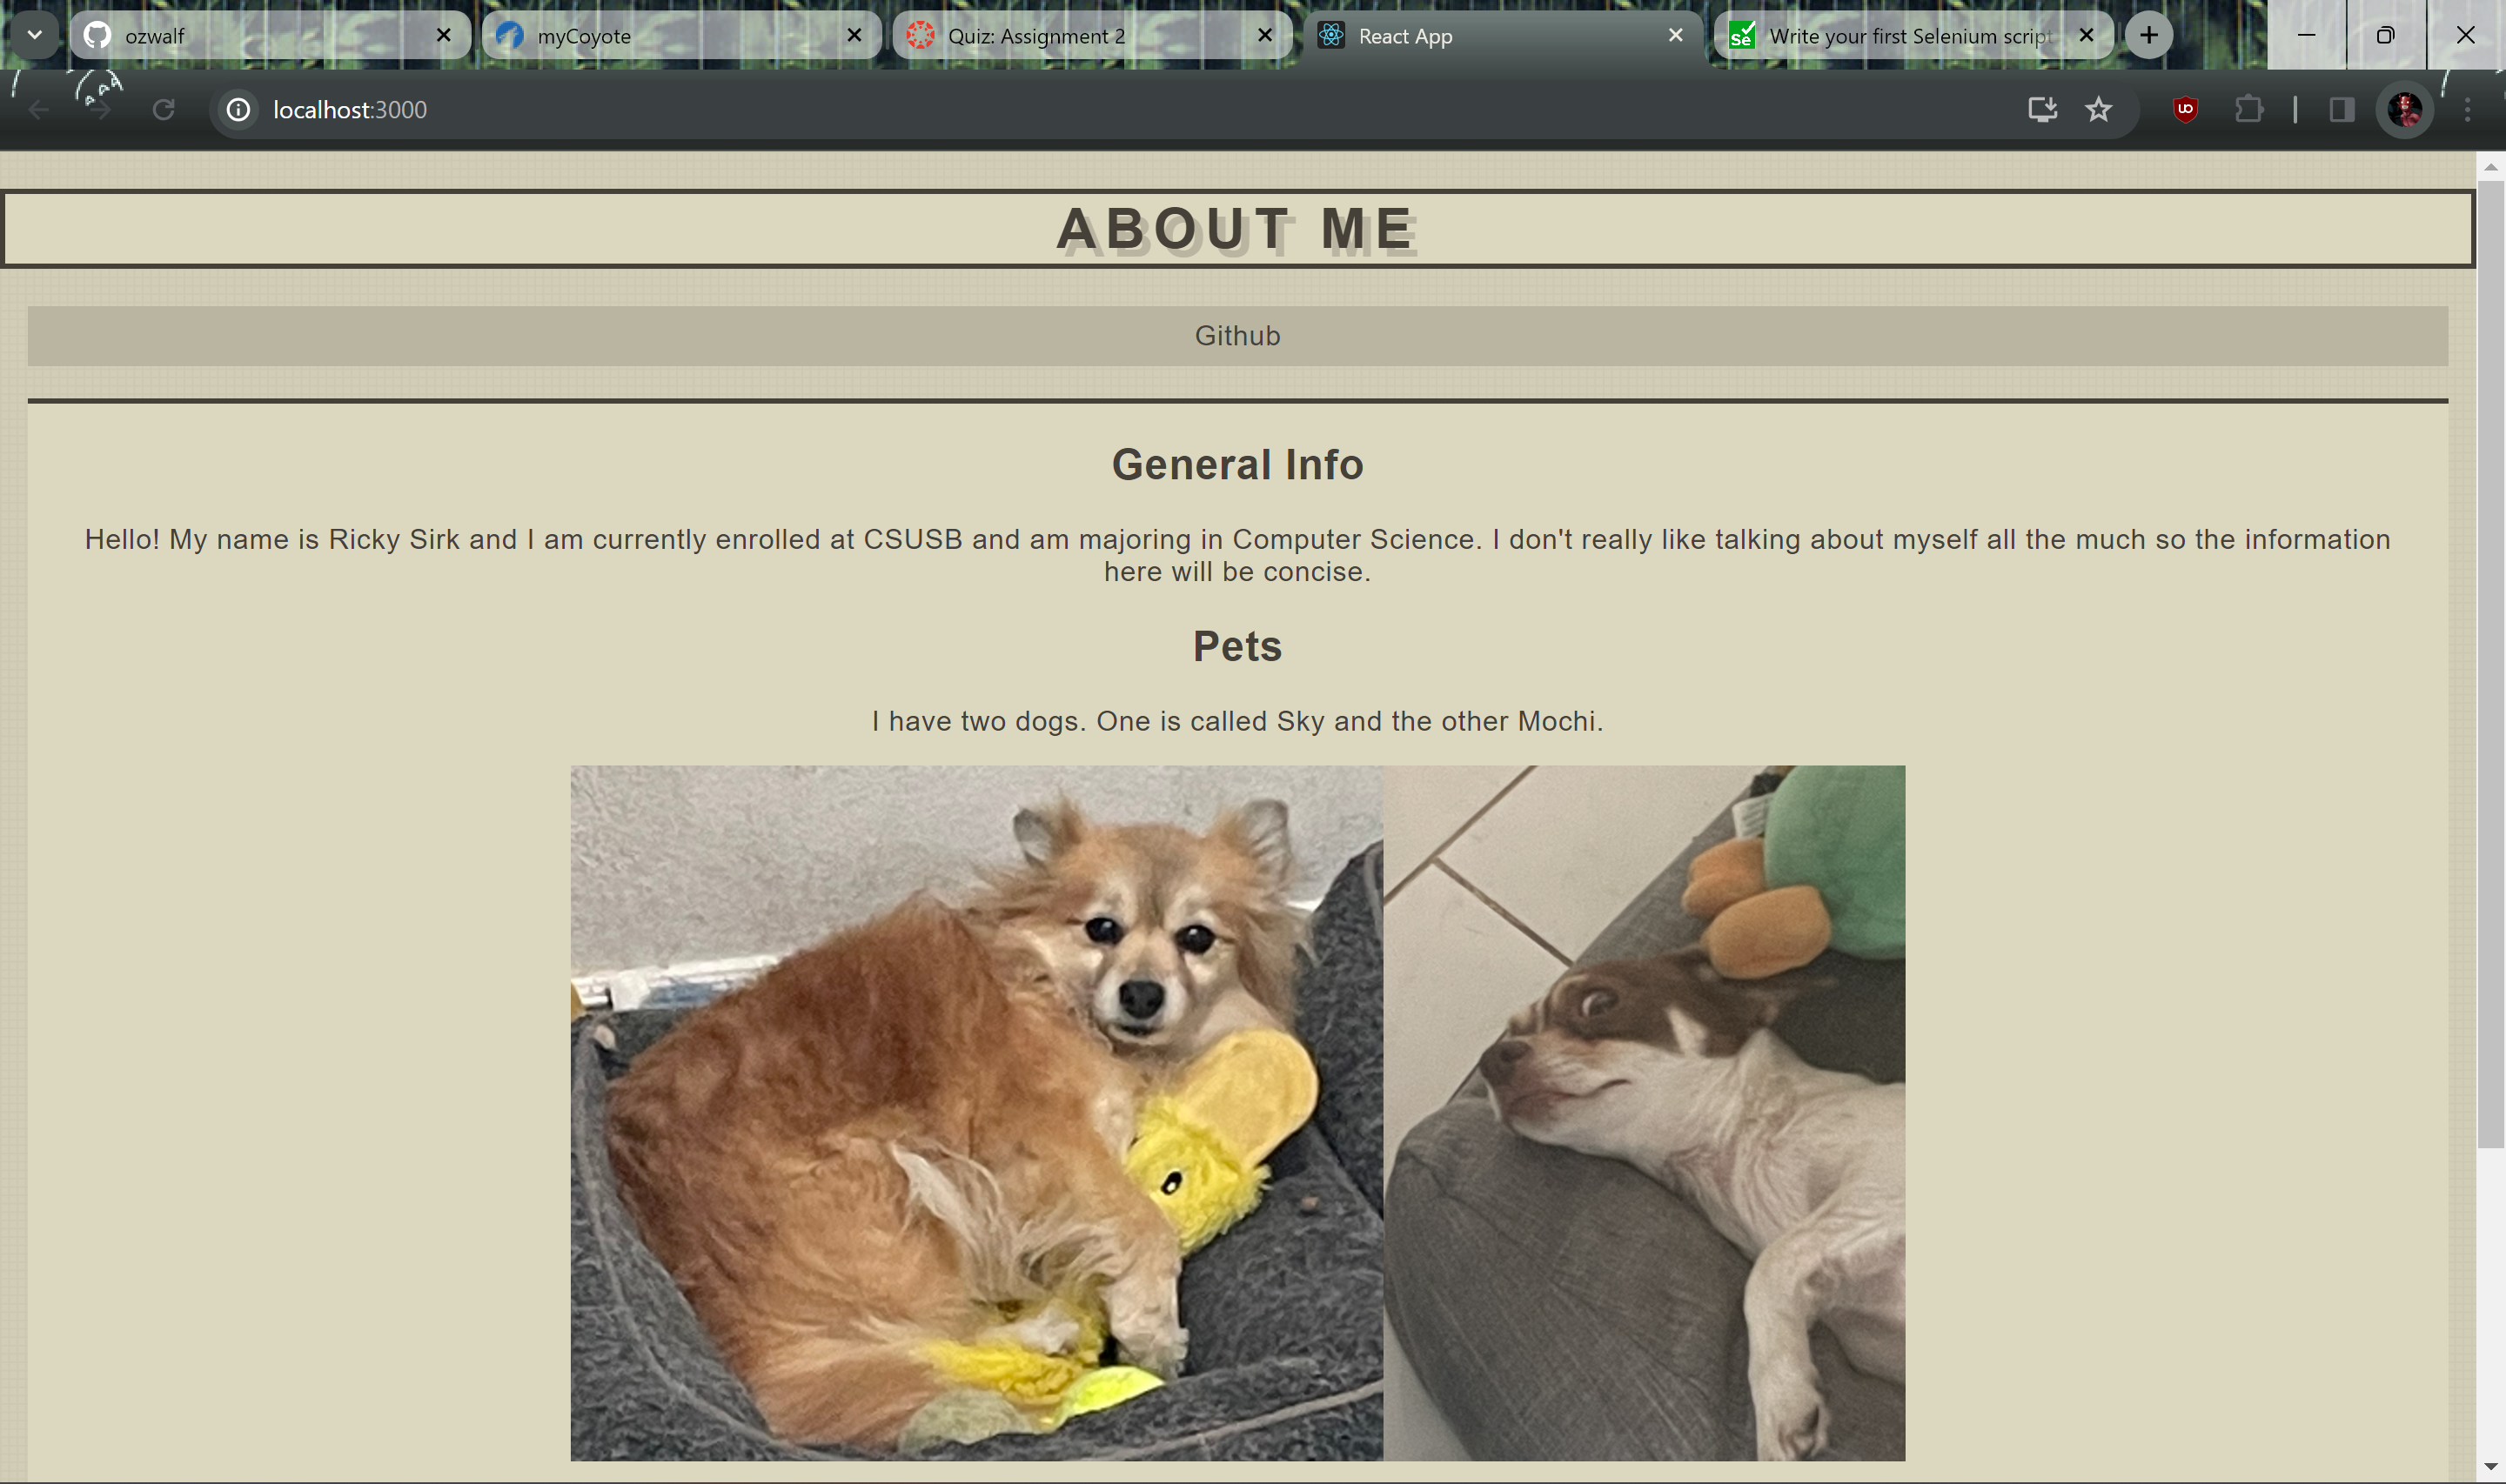 ozwalf
myCoyote
Quiz: Assignment 2
React App
Write your first Selenium script
localhost:3000
ABOUT ME
Github
General Info
Hello! My name is Ricky Sirk and I am currently enrolled at CSUSB and am majoring in Computer Science. I don't really like talking about myself all the much so the information
here will be concise.
Pets
I have two dogs. One is called Sky and the other Mochi.